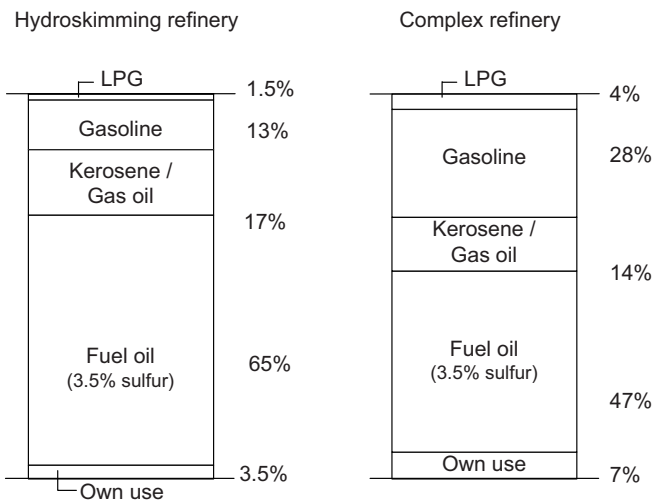 Hydroskimming refinery
LPG
1.5%
Gasoline
13%
Kerosene /
Gas oil
17%
Fuel oil
(3.5% sulfur)
65%
3.5%
Own use
Complex refinery
LPG
4%
Gasoline
28%
Kerosene /
Gas oil
14%
Fuel oil
(3.5% sulfur)
47%
Own use
7%